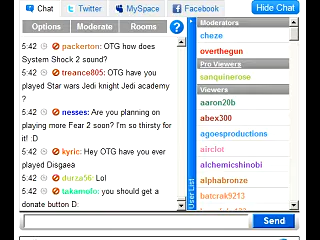 Chat Twitter MySpace Facebook Hide Chat
Options Moderate Rooms ?
5:42 packerton: OTG how does
System Shock 2 sound?
5:42 treance805: OTG have you
played Star wars Jedi knight Jedi academy
?
5:42 nesses: Are you planning on
playing more Fear 2 soon? I'm so thirsty for
it! :D
5:42 kyric: Hey OTG have you ever
played Disgaea
5:42 durza56: Lol
5:42 takamolo: you should get a
donate button D:
User List
Moderators
cheze
overthegun
Pro Viewers
sanquinerose
Viewers
aaron20b
abex300
agoesproductions
airclot
alchemicshinobi
alphabronze
batcrak9213
Send